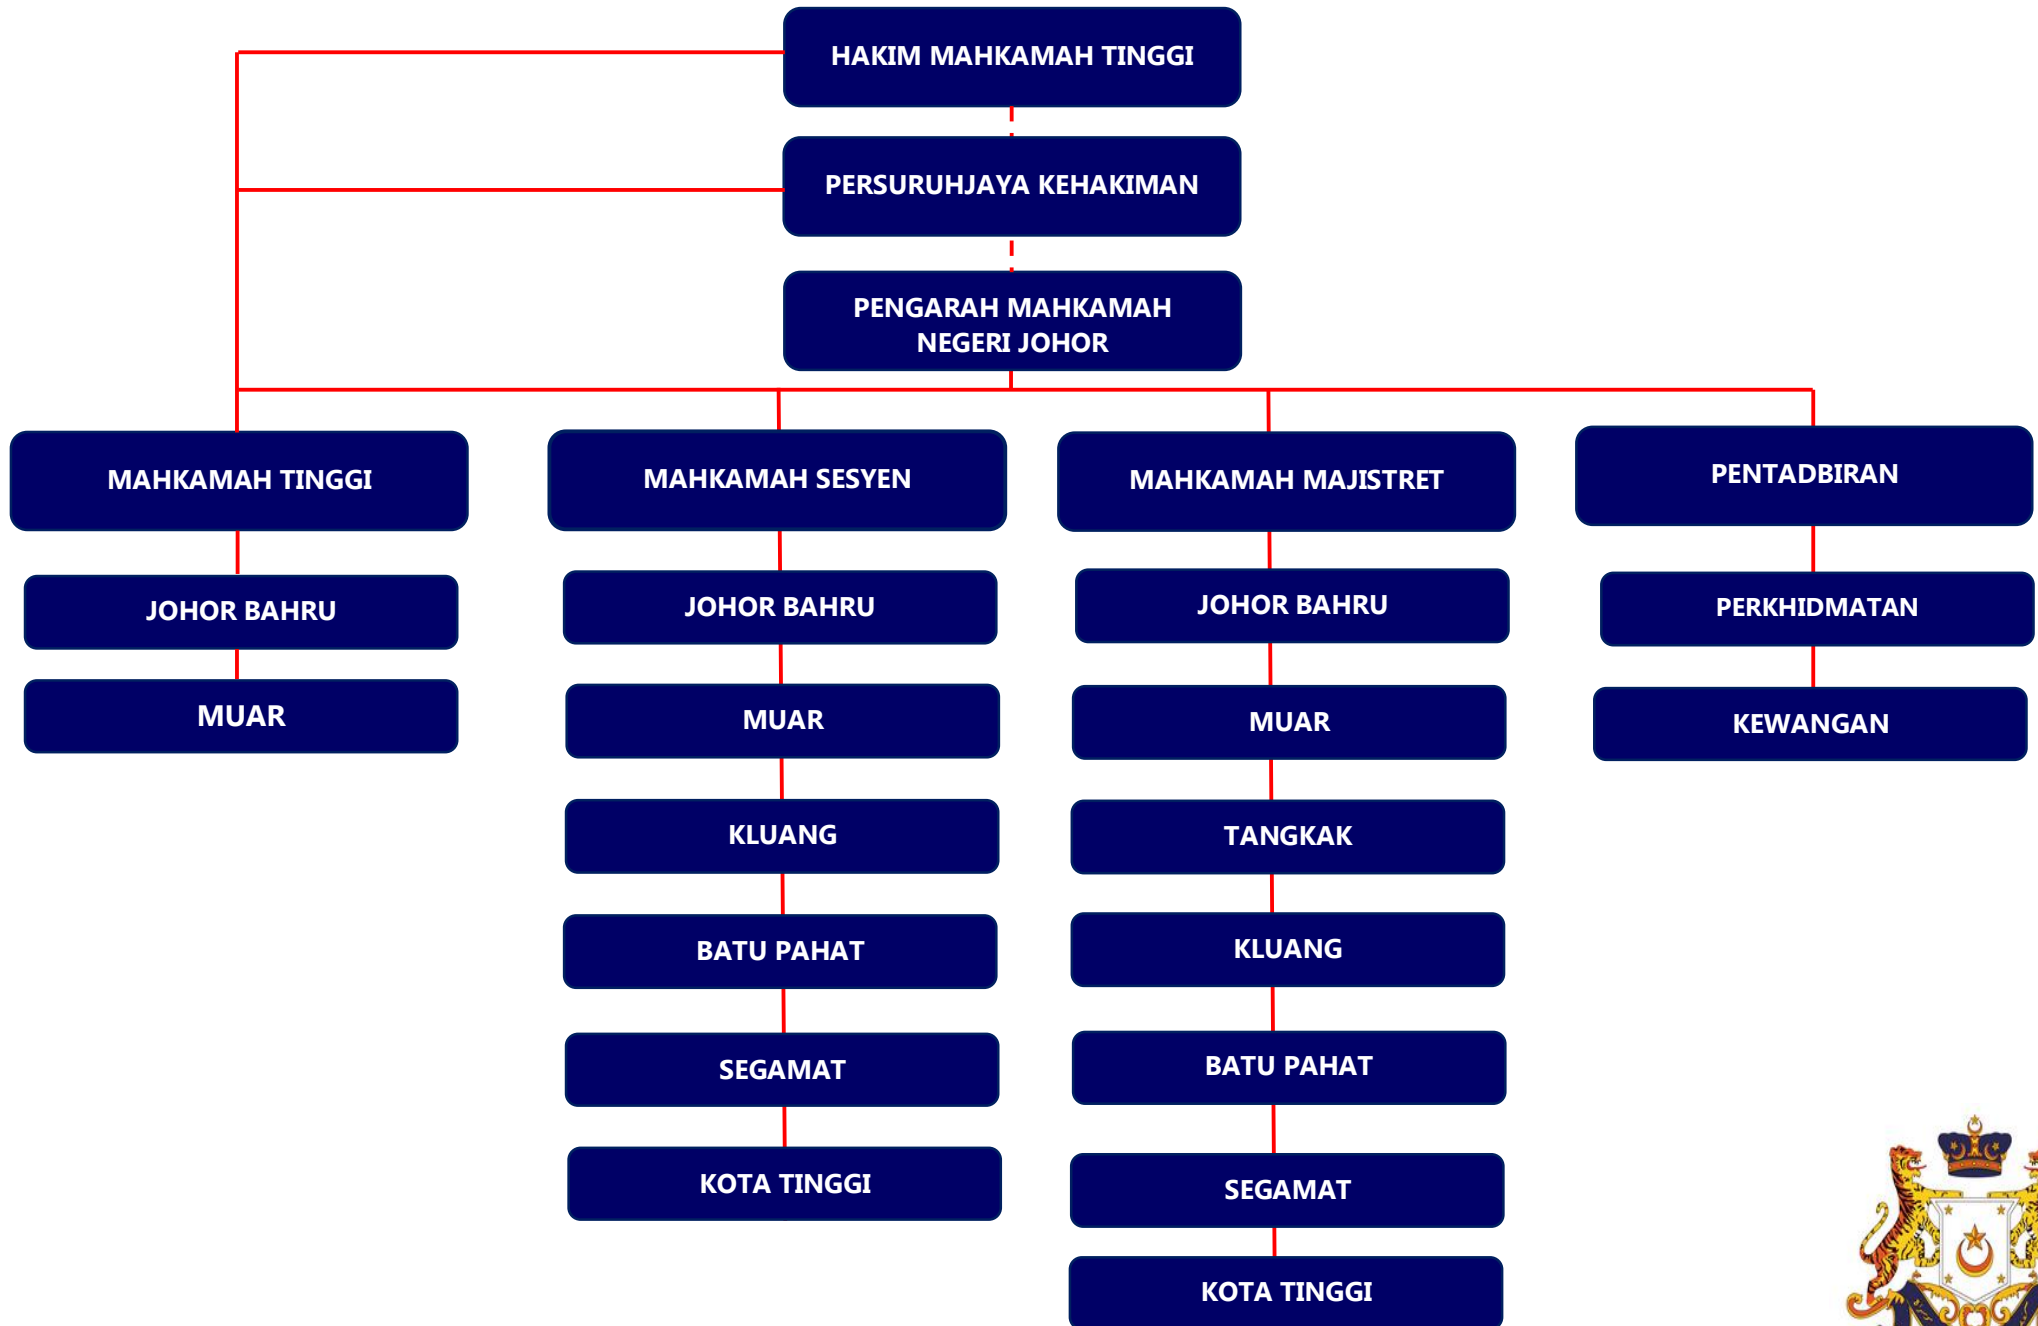 HAKIM MAHKAMAH TINGGI
PERSURUHJAYA KEHAKIMAN
PENGARAH MAHKAMAH
NEGERI JOHOR
MAHKAMAH TINGGI
JOHOR BAHRU
MUAR
MAHKAMAH SESYEN
JOHOR BAHRU
MUAR
KLUANG
BATU PAHAT
SEGAMAT
KOTA TINGGI
MAHKAMAH MAJISTRET
JOHOR BAHRU
MUAR
TANGKAK
KLUANG
BATU PAHAT
SEGAMAT
KOTA TINGGI
PENTADBIRAN
PERKHIDMATAN
KEWANGAN